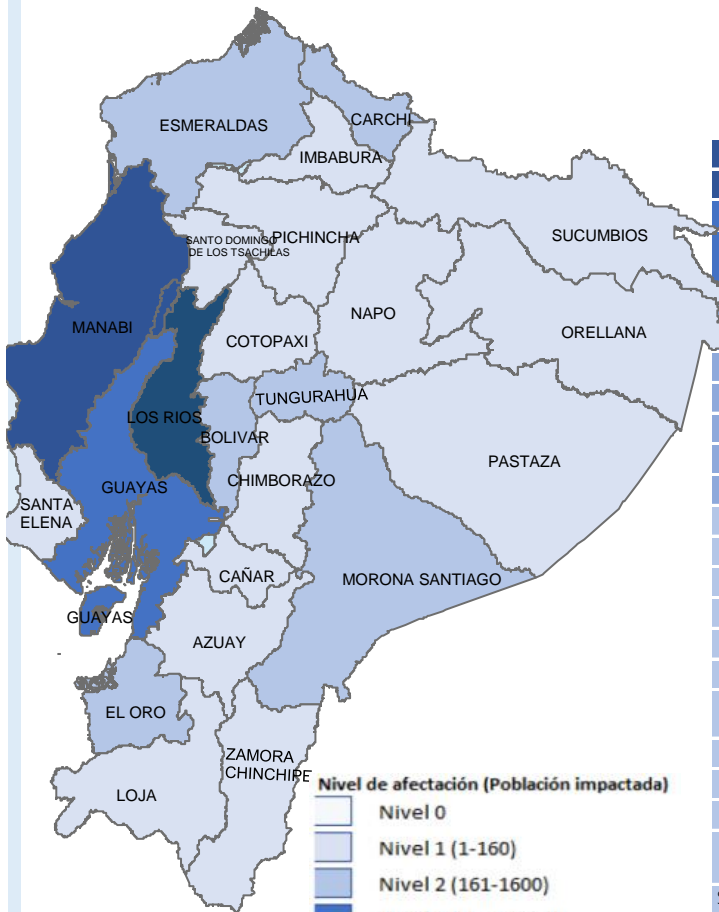 ESMERALDAS
CARCHI
IMBABURA
SUCUMBIOS
SANTO DOMINGO
DE LOS TSACHILAS
PICHINCHA
NAPO
MANABI
ORELLANA
COTOPAXI
TUNGURAHUA
LOS RIOS
BOLIVAR
PASTAZA
CHIMBORAZO
GUAYAS
SANTA
ELENA
CAÑAR
MORONA SANTIAGO
GUAYAS
AZUAY
EL ORO
ZAMORA
CHINCHIPE
LOJA
Nivel de afectación (Población impactada)
Nivel 0
Nivel 1 (1-160)
Nivel 2 (161-1600)